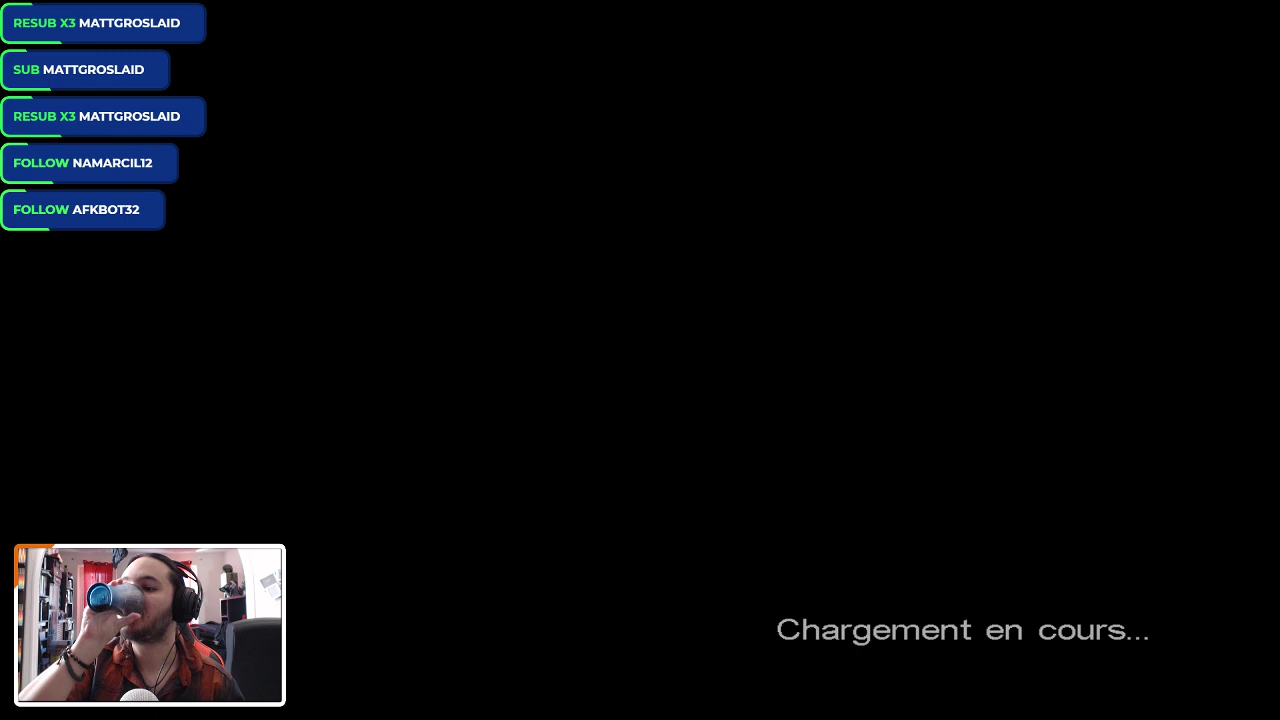 RESUB X3 MATTGROSLAID
SUB MATTGROSLAID
RESUB X3 MATTGROSLAID
FOLLOW NAMARCIL12
FOLLOW AFKBOT32
Chargement en cours...